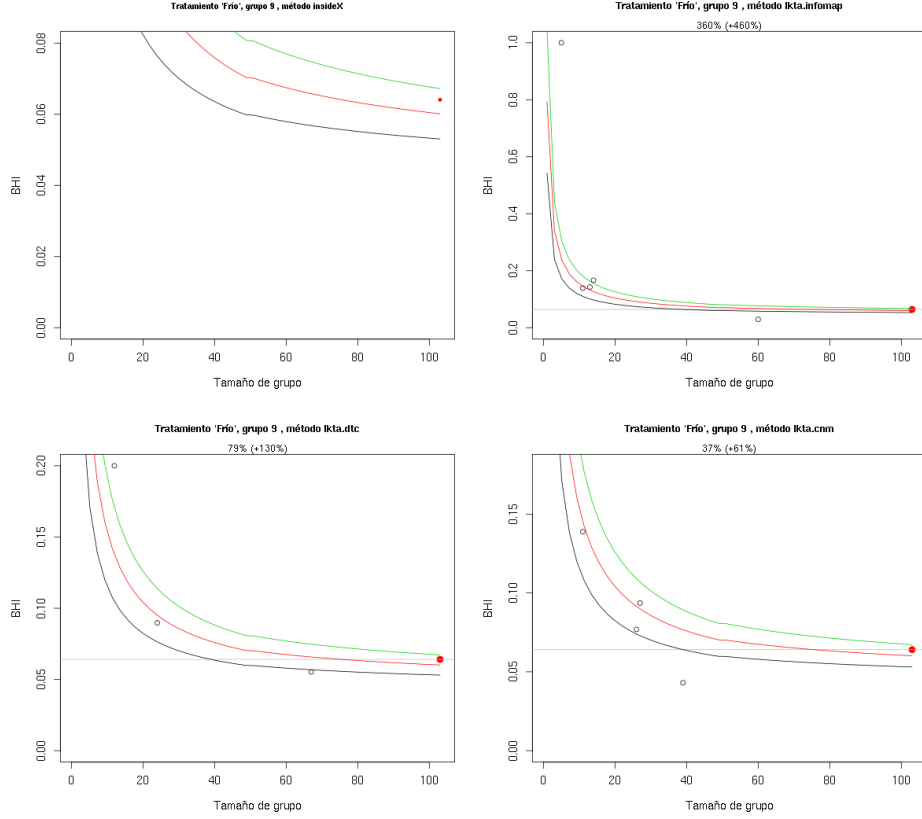 Tratamiento 'Frío', grupo 9 , método insideX
BHI
0.08
0.06
0.04
0.02
0.00
0 20 40 60 80 100
Tamaño de grupo
Tratamiento 'Frío', grupo 9 , método lkta.infomap
360% (+460%)
BHI
1.0
0.8
0.6
0.4
0.2
0.0
0 20 40 60 80 100
Tamaño de grupo
Tratamiento 'Frío', grupo 9 , método lkta.dtc
79% (+130%)
BHI
0.20
0.15
0.10
0.05
0.00
0 20 40 60 80 100
Tamaño de grupo
Tratamiento 'Frío', grupo 9 , método lkta.cnm
37% (+61%)
BHI
0.15
0.10
0.05
0.00
0 20 40 60 80 100
Tamaño de grupo